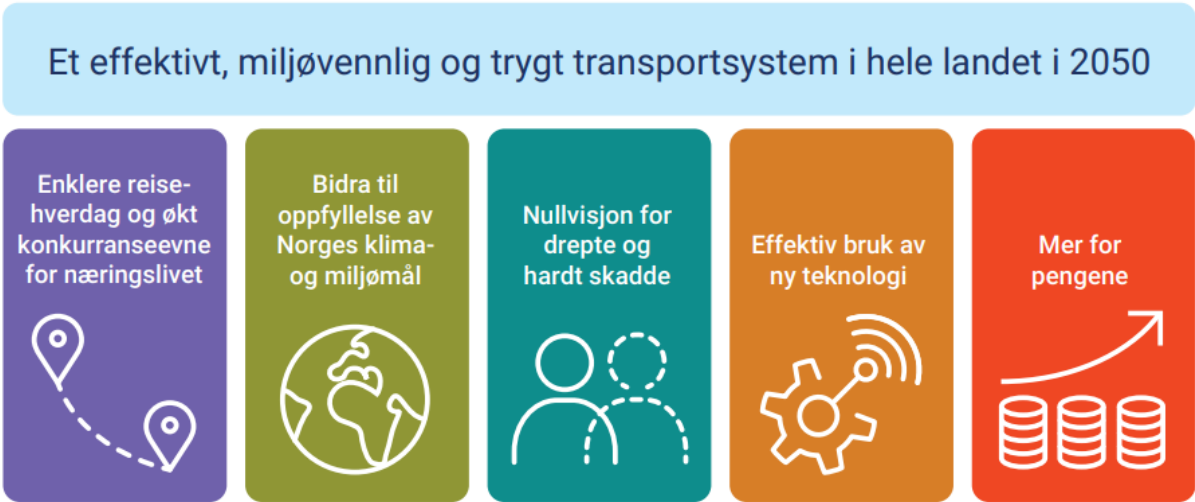 Et effektivt, miljøvennlig og trygt transportsystem i hele landet i 2050
Enklere reise-
hverdag og økt
konkurranseevne
for næringslivet
Bidra til
oppfyllelse av
Norges klima-
og miljømål
Nullvisjon for
drepte og
hardt skadde
Effektiv bruk av
ny teknologi
Mer for
pengene